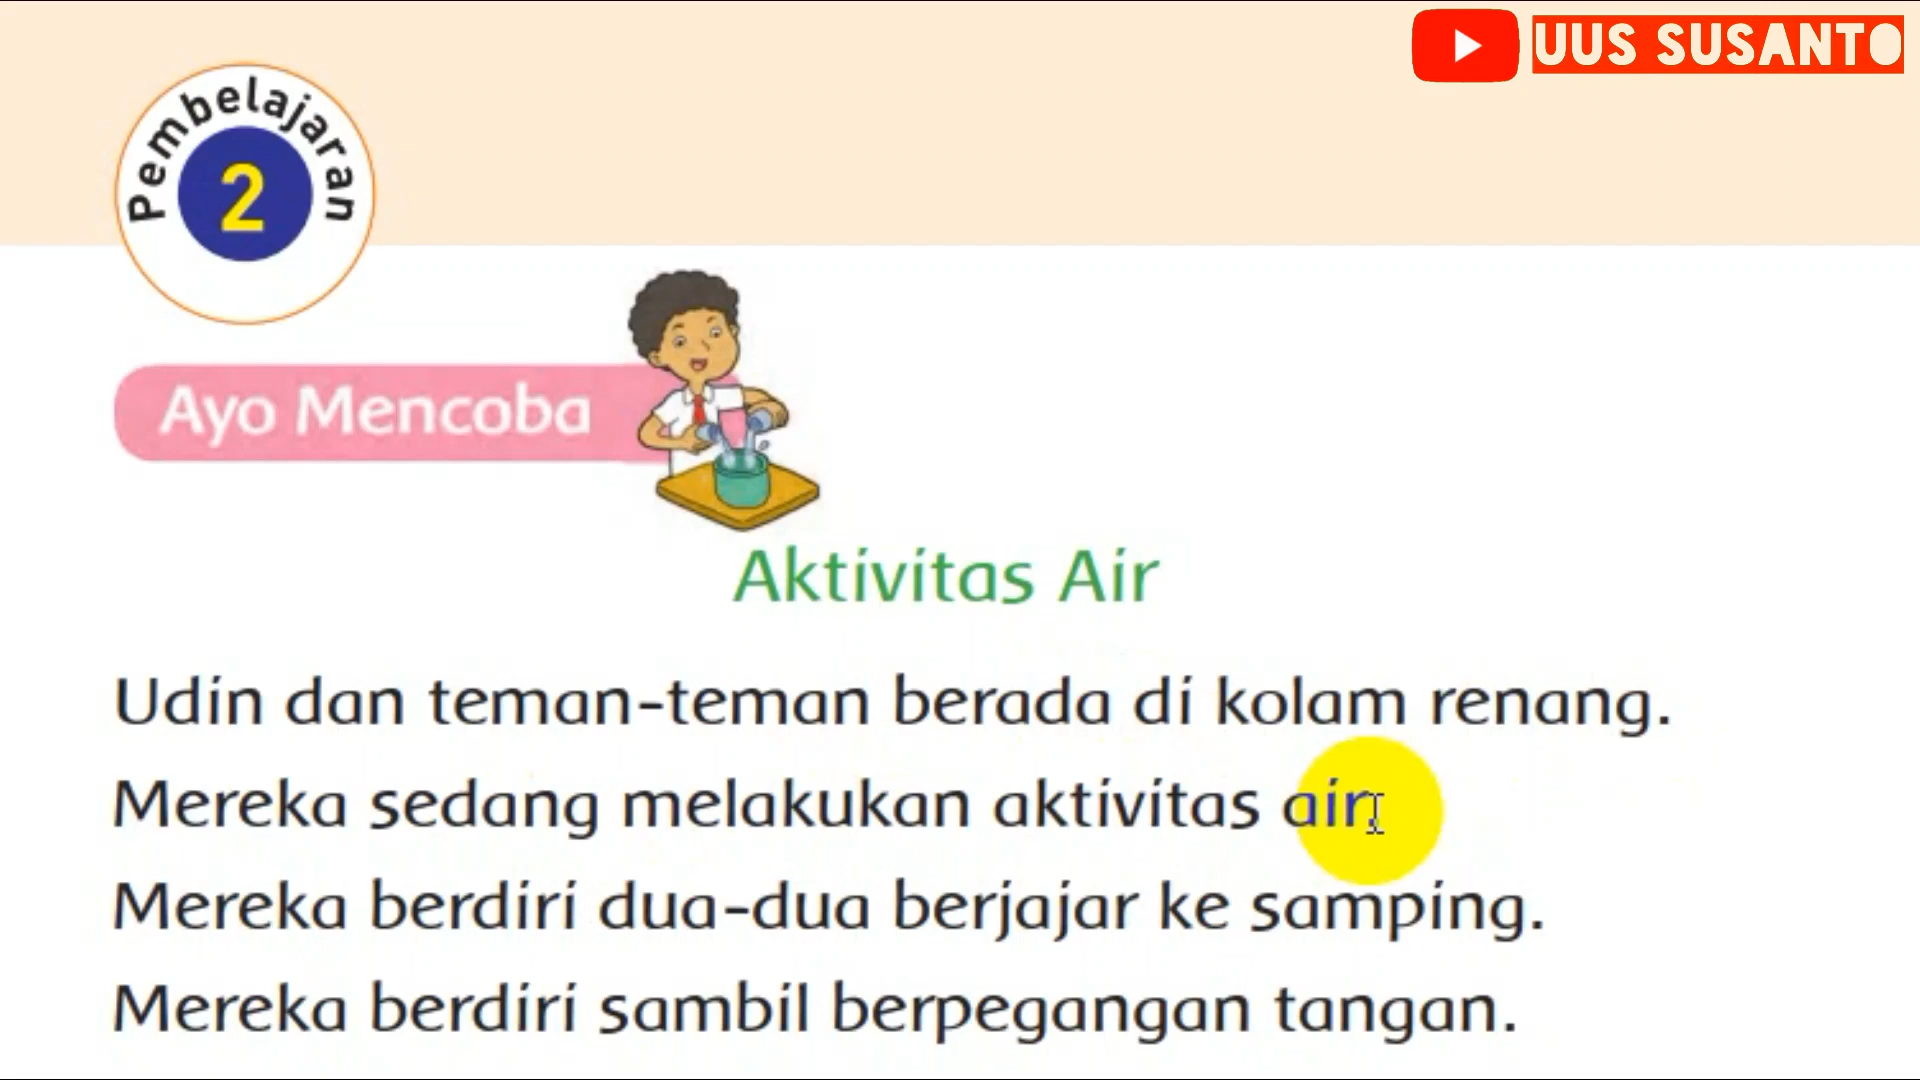 UUS SUSANTO
Pembelajaran
2
Ayo Mencoba
Aktivitas Air
Udin dan teman-teman berada di kolam renang.
Mereka sedang melakukan aktivitas air.
Mereka berdiri dua-dua berjajar ke samping.
Mereka berdiri sambil berpegangan tangan.